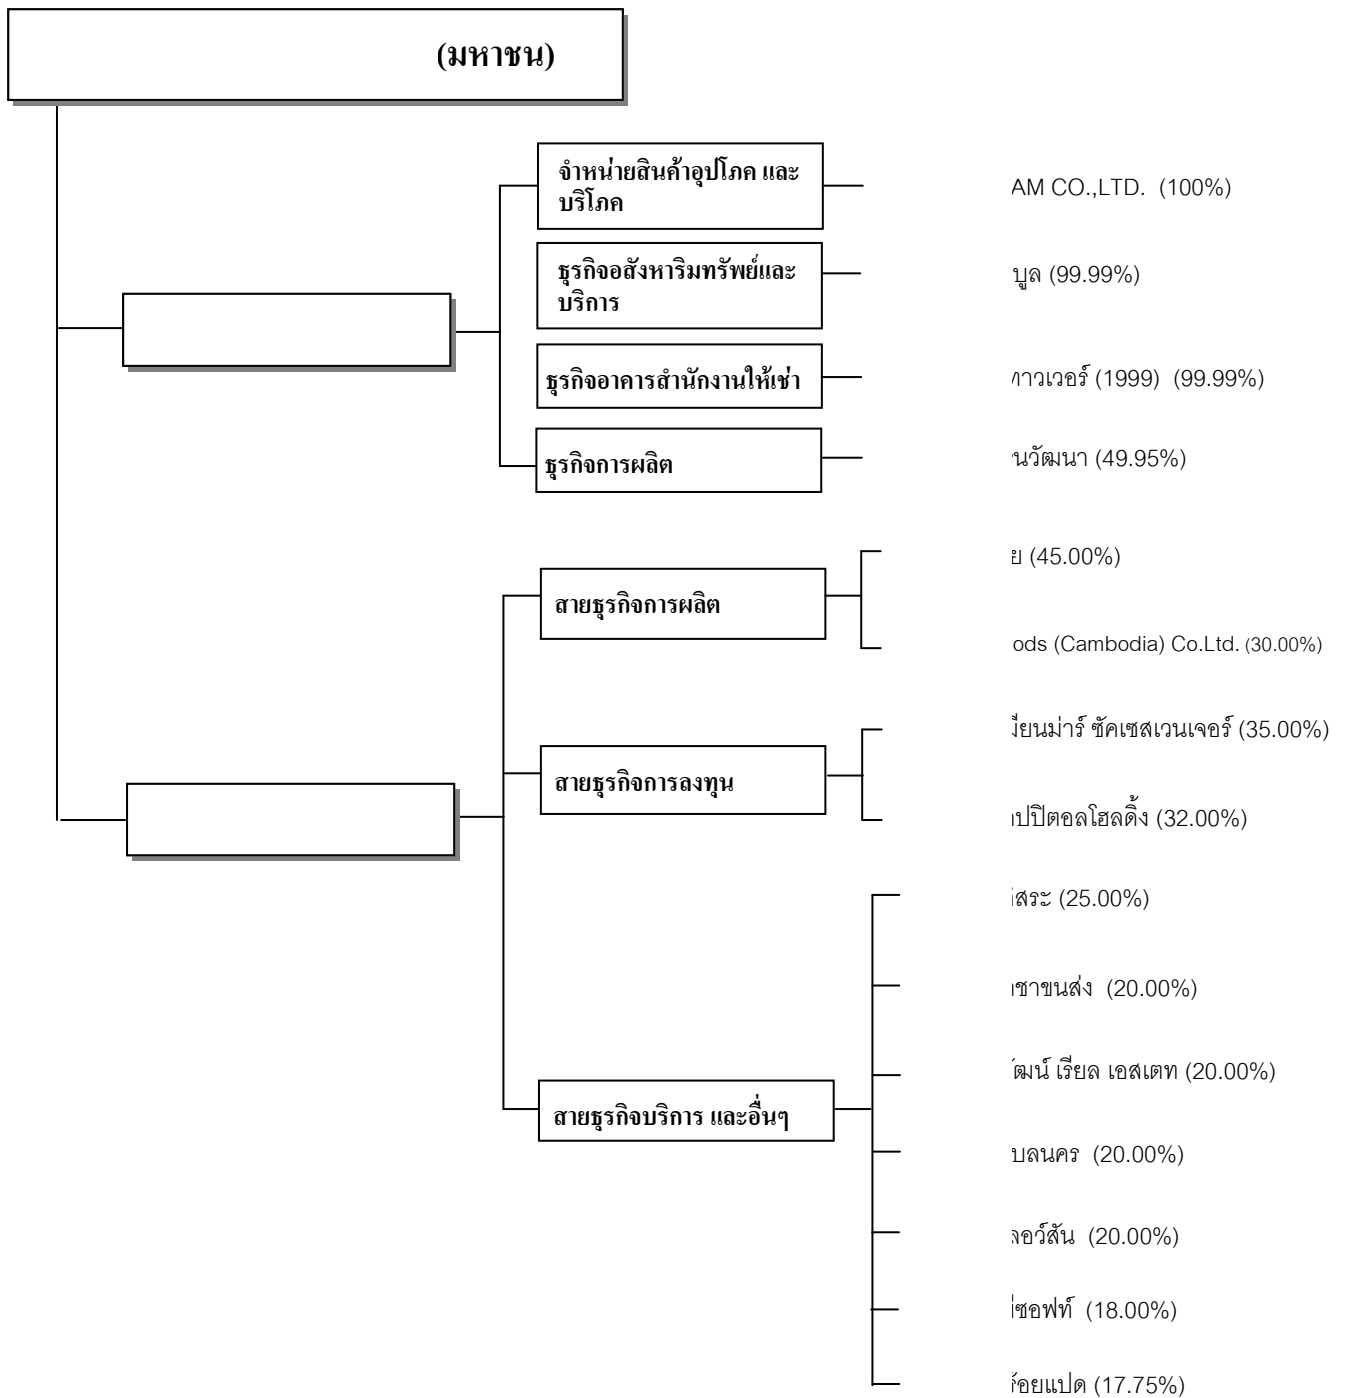 (มหาชน)
จำหน่ายสินค้าอุปโภค และ
บริโภค
AM CO.,LTD. (100%)
ธุรกิจอสังหาริมทรัพย์และ
บริการ
บูล (99.99%)
ธุรกิจอาคารสำนักงานให้เช่า
ทาวเวอร์ (1999) (99.99%)
ธุรกิจการผลิต
นวัฒนา (49.95%)
ย (45.00%)
สายธุรกิจการผลิต
ods (Cambodia) Co.Ltd. (30.00%)
มียนม่าร์ ซัคเซสเวนเจอร์ (35.00%)
สายธุรกิจการลงทุน
าปปิตอลโฮลดิ้ง (32.00%)
ิสระ (25.00%)
ชาขนส่ง (20.00%)
ัฒน์ เรียล เอสเตท (20.00%)
สายธุรกิจบริการ และอื่นๆ
บลนคร (20.00%)
ลอว์สัน (20.00%)
ซอฟท์ (18.00%)
ร้อยแปด (17.75%)